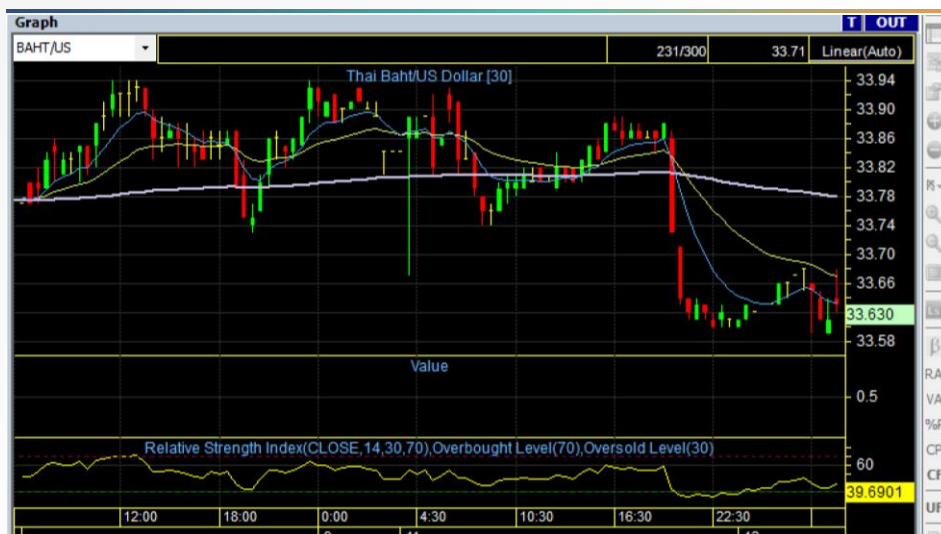 Graph
T OUT
BAHT/US
231/300
33.71
Linear(Auto)
Thai Baht/US Dollar [30]
33.94
33.90
33.86
33.82
33.78
33.74
33.70
33.66
33.630
33.58
Value
0.5
Relative Strength Index(CLOSE,14,30,70),Overbought Level(70),Oversold Level(30)
60
39.6901
12:00 18:00 0:00 4:30 10:30 16:30 22:30
β